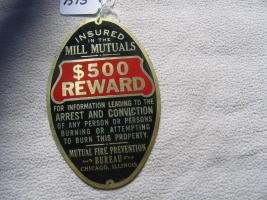 INSURED
IN THE
MILL MUTUALS
$500
REWARD
FOR INFORMATION LEADING TO THE
ARREST AND CONVICTION
OF ANY PERSON OR PERSONS
BURNING OR ATTEMPTING
TO BURN THIS PROPERTY.
MUTUAL FIRE PREVENTION
BUREAU
CHICAGO, ILLINOIS